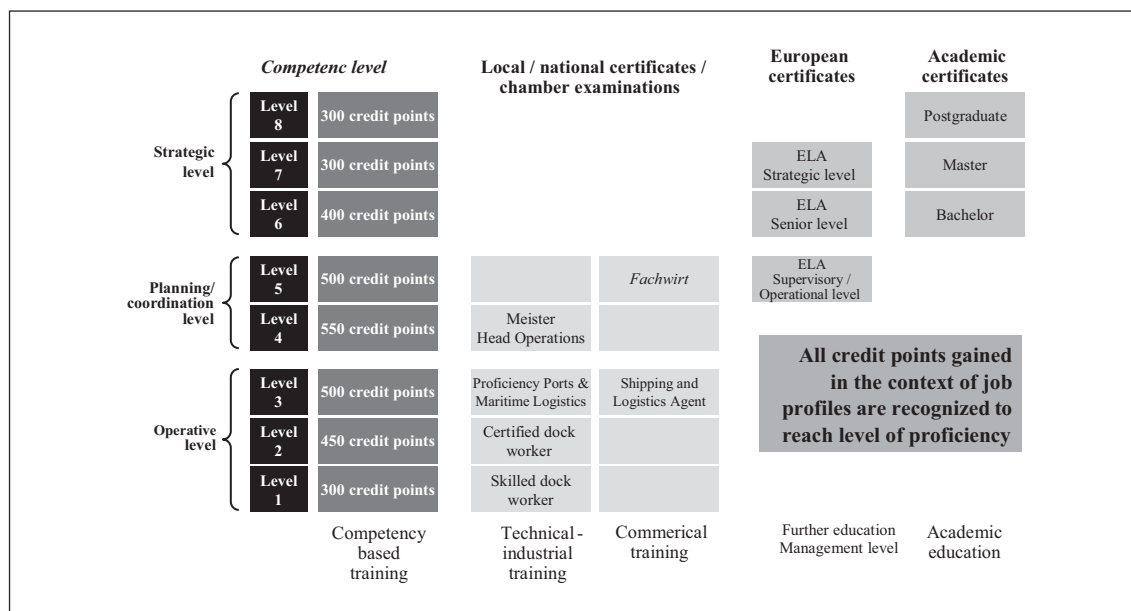 Competenc level
Local / national certificates /
chamber examinations
European
certificates
Academic
certificates
Strategic
level
Level
8
300 credit points
Postgraduate
Level
7
300 credit points
ELA
Strategic level
Master
Level
6
400 credit points
ELA
Senior level
Bachelor
Planning/
coordination
level
Level
5
500 credit points
Fachwirt
ELA
Supervisory /
Operational level
Level
4
550 credit points
Meister
Head Operations
All credit points gained
in the context of job
profiles are recognized to
reach level of proficiency
Operative
level
Level
3
500 credit points
Proficiency Ports &
Maritime Logistics
Shipping and
Logistics Agent
Level
2
450 credit points
Certified dock
worker
Level
1
300 credit points
Skilled dock
worker
Competency
based
training
Technical-
industrial
training
Commerical
training
Further education
Management level
Academic
education